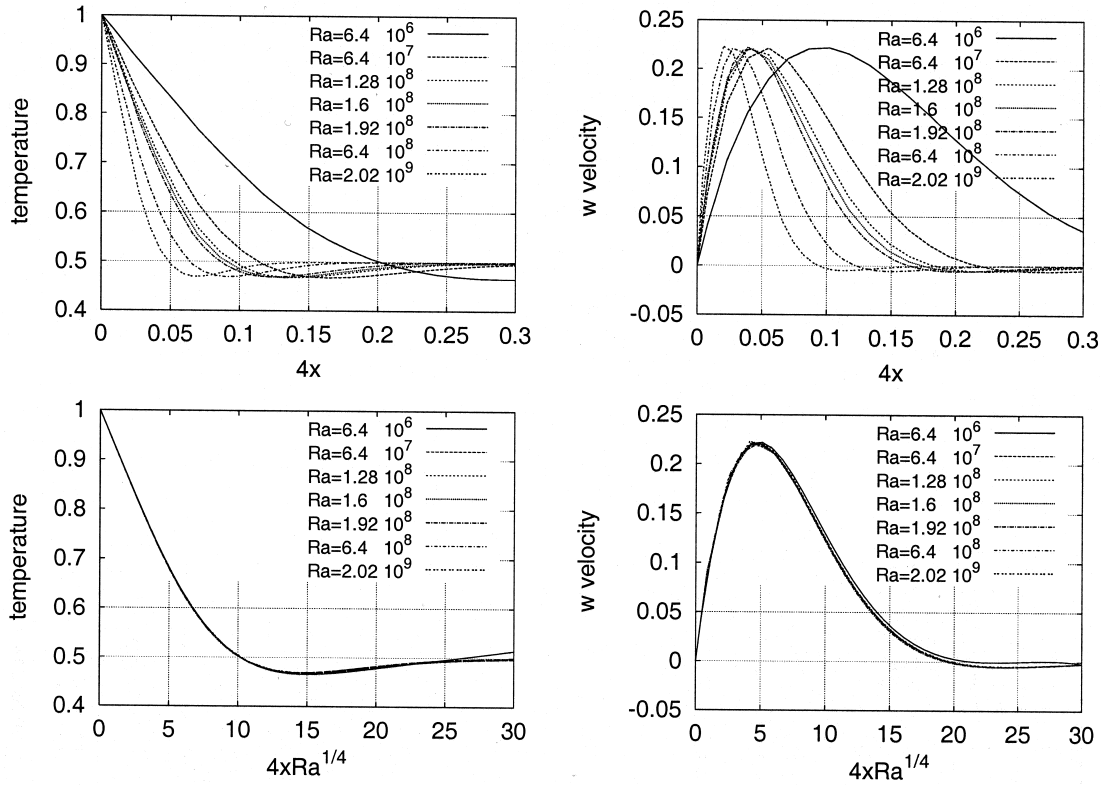 temperature
1
0.9
0.8
0.7
0.6
0.5
0.4
Ra=6.4 10^6
Ra=6.4 10^7
Ra=1.28 10^8
Ra=1.6 10^8
Ra=1.92 10^8
Ra=6.4 10^8
Ra=2.02 10^9
0 0.05 0.1 0.15 0.2 0.25 0.3
4x
w velocity
0.25
0.2
0.15
0.1
0.05
0
-0.05
Ra=6.4 10^6
Ra=6.4 10^7
Ra=1.28 10^8
Ra=1.6 10^8
Ra=1.92 10^8
Ra=6.4 10^8
Ra=2.02 10^9
0 0.05 0.1 0.15 0.2 0.25 0.3
4x
temperature
1
0.9
0.8
0.7
0.6
0.5
0.4
Ra=6.4 10^6
Ra=6.4 10^7
Ra=1.28 10^8
Ra=1.6 10^8
Ra=1.92 10^8
Ra=6.4 10^8
Ra=2.02 10^9
0 5 10 15 20 25 30
4xRa^1/4
w velocity
0.25
0.2
0.15
0.1
0.05
0
-0.05
Ra=6.4 10^6
Ra=6.4 10^7
Ra=1.28 10^8
Ra=1.6 10^8
Ra=1.92 10^8
Ra=6.4 10^8
Ra=2.02 10^9
0 5 10 15 20 25 30
4xRa^1/4